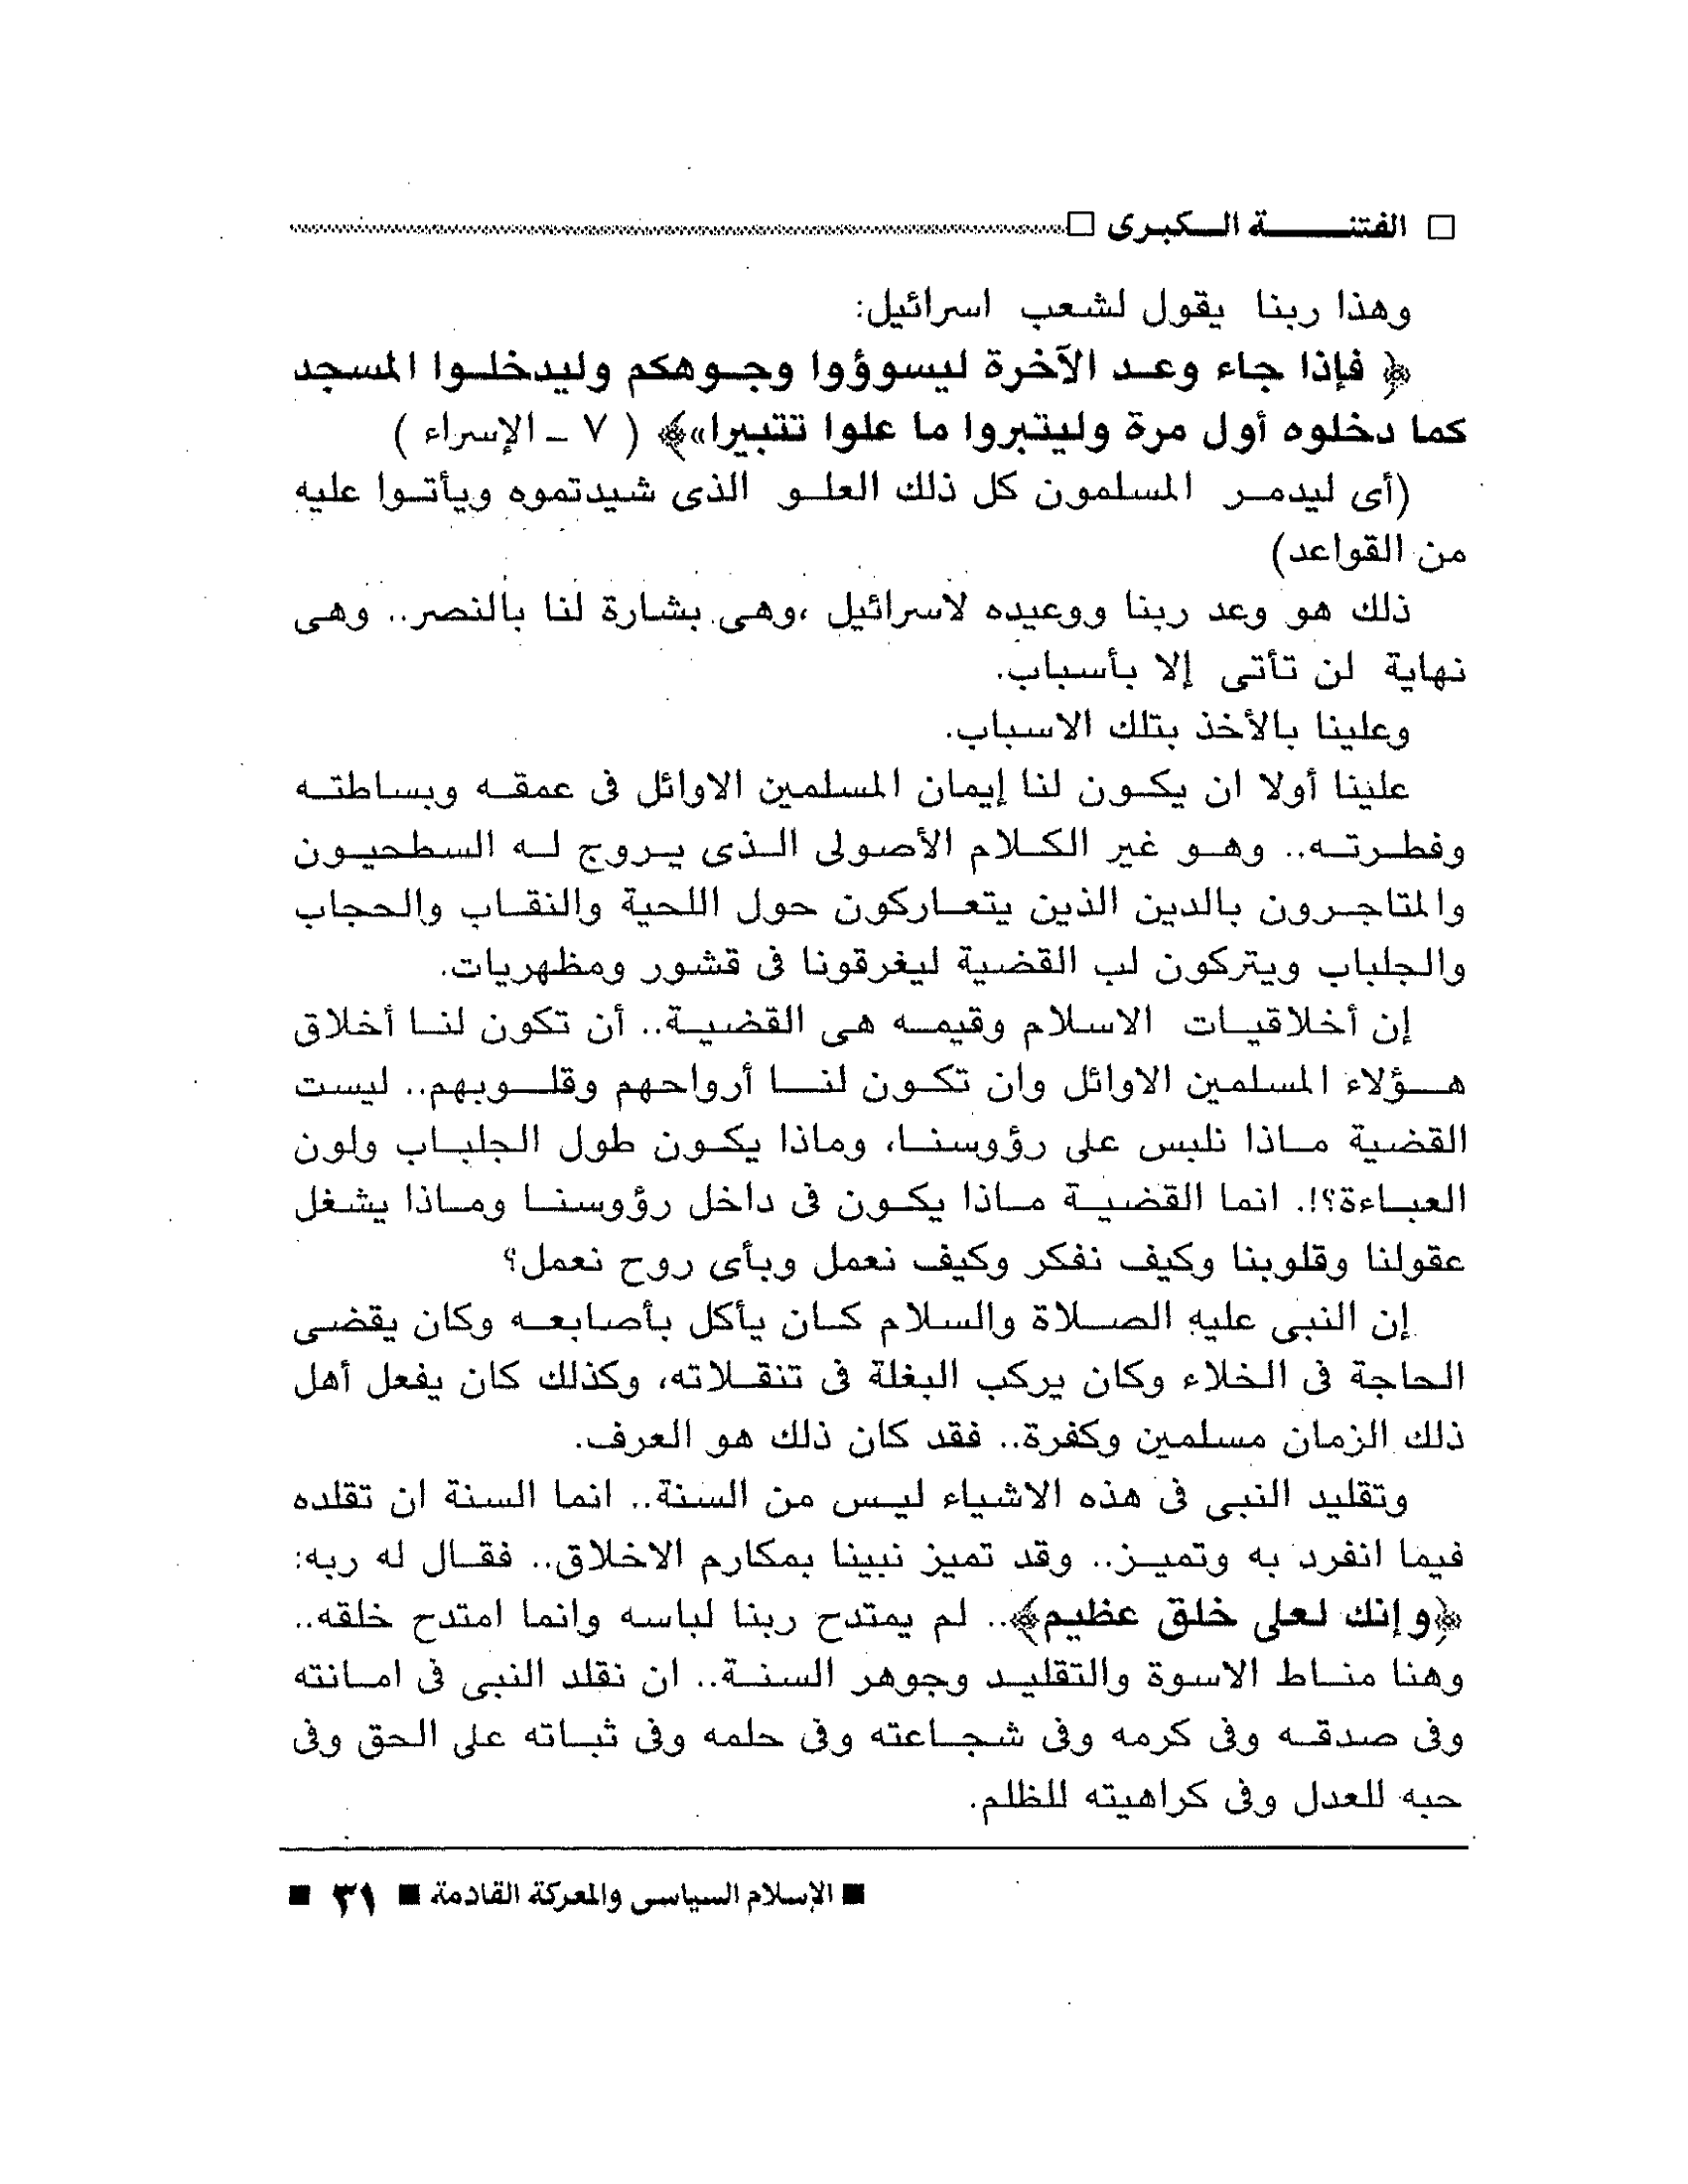 □ الفتنة الكبرى □
وهذا ربنا يقول لشعب اسرائيل:
﴿ فإذا جاء وعد الآخرة ليسوؤوا وجوهكم وليدخلوا المسجد
كما دخلوه أول مرة وليتبروا ما علوا تتبيرا»﴾ ( ٧ ـ الإسراء )
(أى ليدمر المسلمون كل ذلك العلو الذى شيدتموه ويأتوا عليه
من القواعد)
ذلك هو وعد ربنا ووعيده لاسرائيل ،وهى بشارة لنا بالنصر.. وهى
نهاية لن تأتى إلا بأسباب.
وعلينا بالأخذ بتلك الاسباب.
علينا أولا ان يكون لنا إيمان المسلمين الاوائل فى عمقه وبساطته
وفطرته.. وهو غير الكلام الأصولى الذى يروج له السطحيون
والمتاجرون بالدين الذين يتعاركون حول اللحية والنقاب والحجاب
والجلباب ويتركون لب القضية ليغرقونا فى قشور ومظهريات.
إن أخلاقيات الاسلام وقيمه هى القضية.. أن تكون لنا أخلاق
هؤلاء المسلمين الاوائل وان تكون لنا أرواحهم وقلوبهم.. ليست
القضية ماذا نلبس على رؤوسنا، وماذا يكون طول الجلباب ولون
العباءة؟!. انما القضية ماذا يكون فى داخل رؤوسنا وماذا يشغل
عقولنا وقلوبنا وكيف نفكر وكيف نعمل وبأى روح نعمل؟
إن النبى عليه الصلاة والسلام كان يأكل بأصابعه وكان يقضى
الحاجة فى الخلاء وكان يركب البغلة فى تنقلاته، وكذلك كان يفعل أهل
ذلك الزمان مسلمين وكفرة.. فقد كان ذلك هو العرف.
وتقليد النبى فى هذه الاشياء ليس من السنة.. انما السنة ان تقلده
فيما انفرد به وتميز.. وقد تميز نبينا بمكارم الاخلاق.. فقال له ربه:
﴿وإنك لعلى خلق عظيم﴾.. لم يمتدح ربنا لباسه وانما امتدح خلقه..
وهنا مناط الاسوة والتقليد وجوهر السنة.. ان نقلد النبى فى امانته
وفى صدقه وفى كرمه وفى شجاعته وفى حلمه وفى ثباته على الحق وفى
حبه للعدل وفى كراهيته للظلم.
■ الإسلام السياسى والمعركة القادمة ■ ٣١ ■